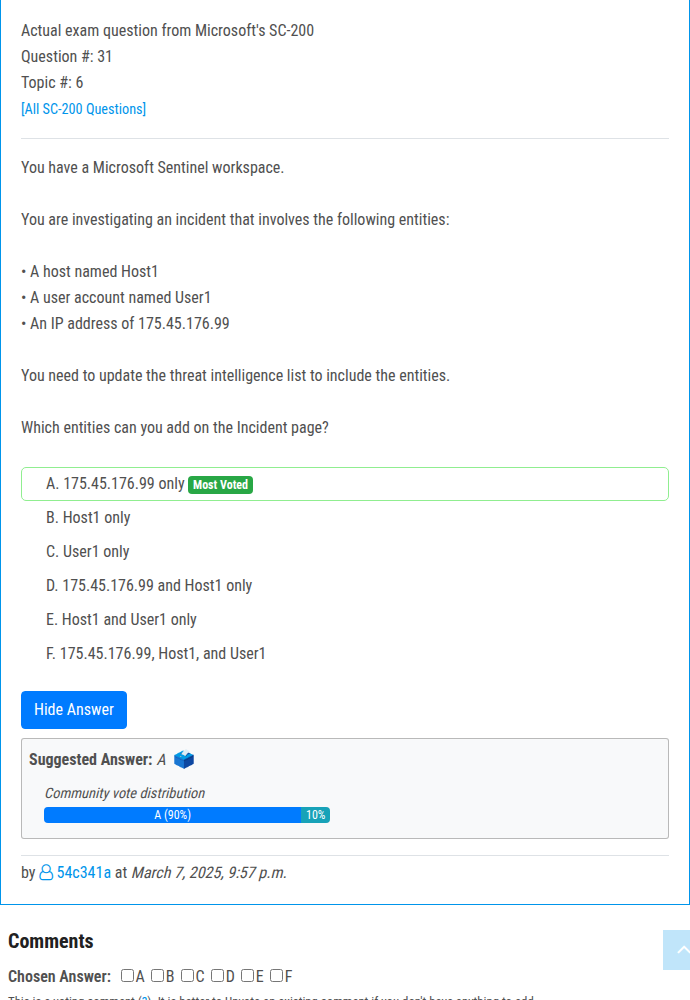 Actual exam question from Microsoft's SC-200
Question #: 31
Topic #: 6
[All SC-200 Questions]
You have a Microsoft Sentinel workspace.
You are investigating an incident that involves the following entities:
• A host named Host1
• A user account named User1
• An IP address of 175.45.176.99
You need to update the threat intelligence list to include the entities.
Which entities can you add on the Incident page?
A. 175.45.176.99 only Most Voted
B. Host1 only
C. User1 only
D. 175.45.176.99 and Host1 only
E. Host1 and User1 only
F. 175.45.176.99, Host1, and User1
Hide Answer
Suggested Answer: A
Community vote distribution
A (90%) 10%
by 54c341a at March 7, 2025, 9:57 p.m.
Comments
Chosen Answer: A B C D E F